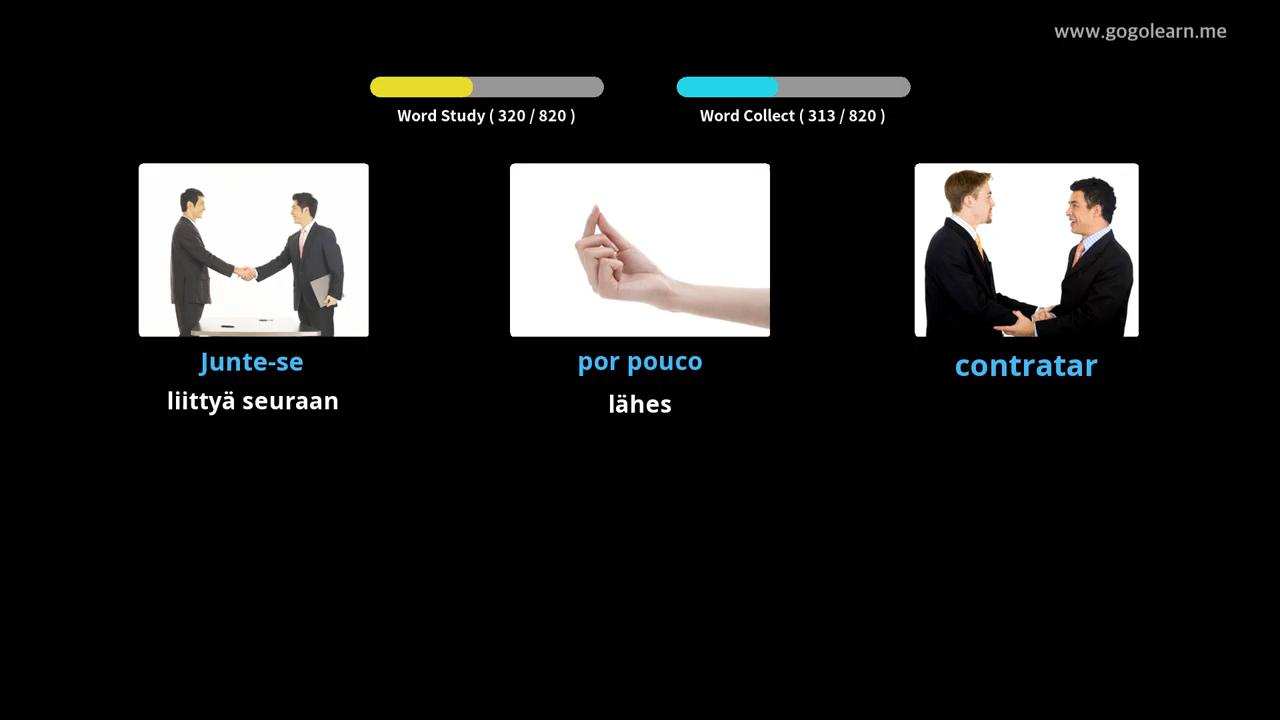 www.gogolearn.me
Word Study ( 320 / 820 )
Word Collect ( 313 / 820 )
Junte-se
liittyä seuraan
por pouco
lähes
contratar